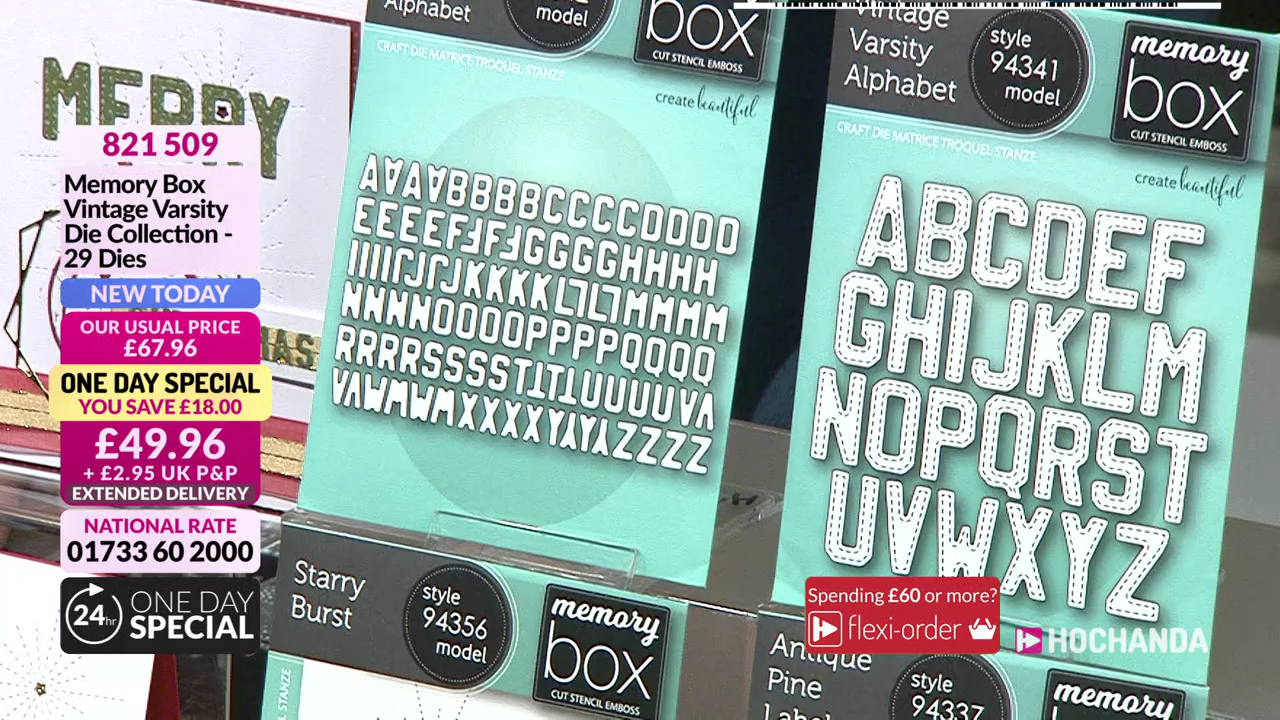 MERRY
821 509
Memory Box
Vintage Varsity
Die Collection -
29 Dies
NEW TODAY
OUR USUAL PRICE
£67.96
ONE DAY SPECIAL
YOU SAVE £18.00
£49.96
+ £2.95 UK P&P
EXTENDED DELIVERY
NATIONAL RATE
01733 60 2000
24hr
ONE DAY
SPECIAL
Alphabet
model
box
CUT STENCIL EMBOSS
CRAFT DIE MATRICE TROQUEL STANZE
create beautiful
AAAABBBBCCCCDDDD
EEEEFFFFGGGGHHHH
IIIIJJJJKKKKLLLLMMMM
NNNNOOOOPPPPQQQQ
RRRRSSSSTTTTUUUUVV
VVWWWWXXXXYYYYZZZZ
Vintage
Varsity
Alphabet
style
94341
model
memory
box
CUT STENCIL EMBOSS
CRAFT DIE MATRICE TROQUEL STANZE
create beautiful
ABCDEF
GHIJKLM
NOPQRST
UVWXYZ
Starry
Burst
style
94356
model
memory
box
CUT STENCIL EMBOSS
STANZE
Spending £60 or more?
flexi-order
HOCHANDA
Antique
Pine
style
94337
memory